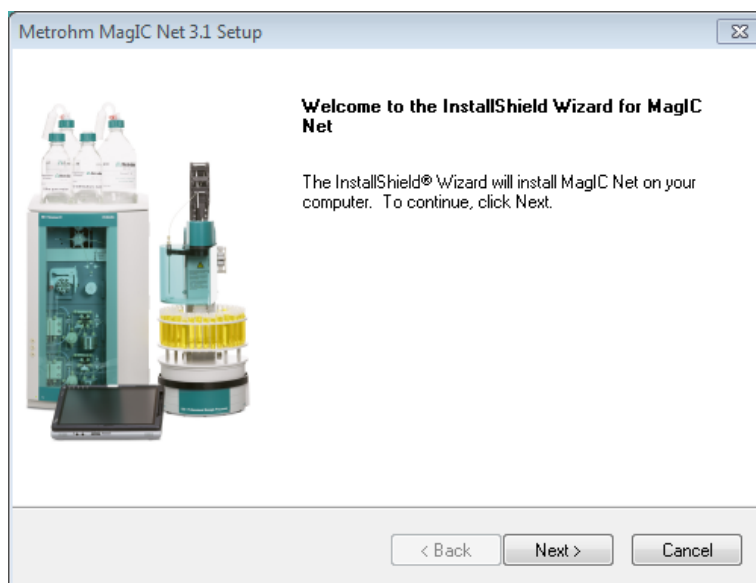 Metrohm MagIC Net 3.1 Setup
Welcome to the InstallShield Wizard for MagIC
Net
The InstallShield® Wizard will install MagIC Net on your
computer. To continue, click Next.
< Back
Next >
Cancel